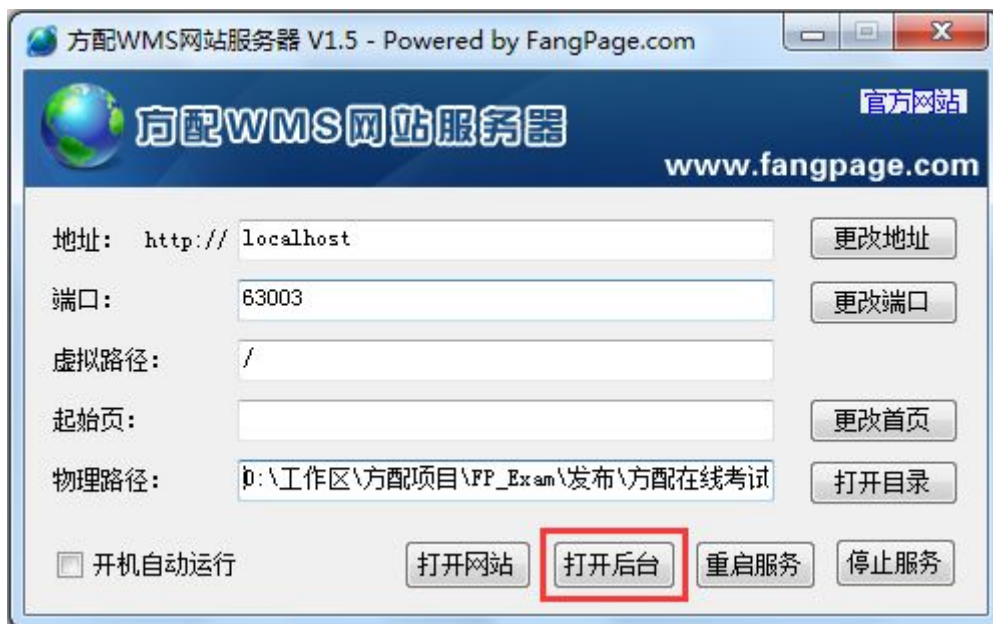 方配WMS网站服务器 V1.5 - Powered by FangPage.com
方配WMS网站服务器
官方网站
www.fangpage.com
地址： http:// localhost 更改地址
端口： 63003 更改端口
虚拟路径： /
起始页： 更改首页
物理路径： D:\工作区\方配项目\FP_Exam\发布\方配在线考试 打开目录
开机自动运行 打开网站 打开后台 重启服务 停止服务